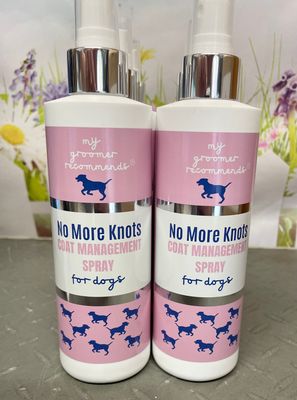 my
groomer
recommends®
No More Knots
COAT MANAGEMENT
SPRAY
for dogs
my
groomer
recommends®
No More Knots
COAT MANAGEMENT
SPRAY
for dogs